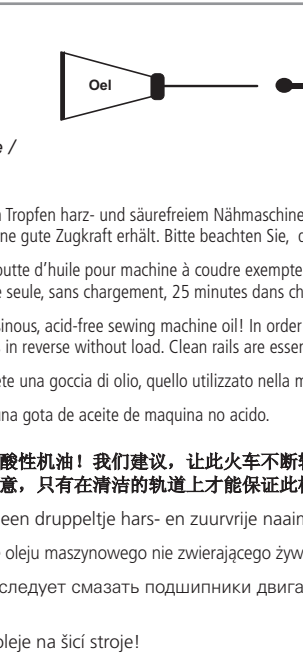 Oel
e /
Tropfen harz- und säurefreiem Nähmaschine
ne gute Zugkraft erhält. Bitte beachten Sie,
outte d'huile pour machine à coudre exempte
e seule, sans chargement, 25 minutes dans ch
sinous, acid-free sewing machine oil! In order
in reverse without load. Clean rails are essen
ete una goccia di olio, quello utilizzato nella m
una gota de aceite de maquina no acido.
酸性机油！我们建议，让此火车不断
意，只有在清洁的轨道上才能保证此
een druppeltje hars- en zuurvrije naain
oleju maszynowego nie zwierającego żyw
следует смазать подшипники двига
oleje na šicí stroje!